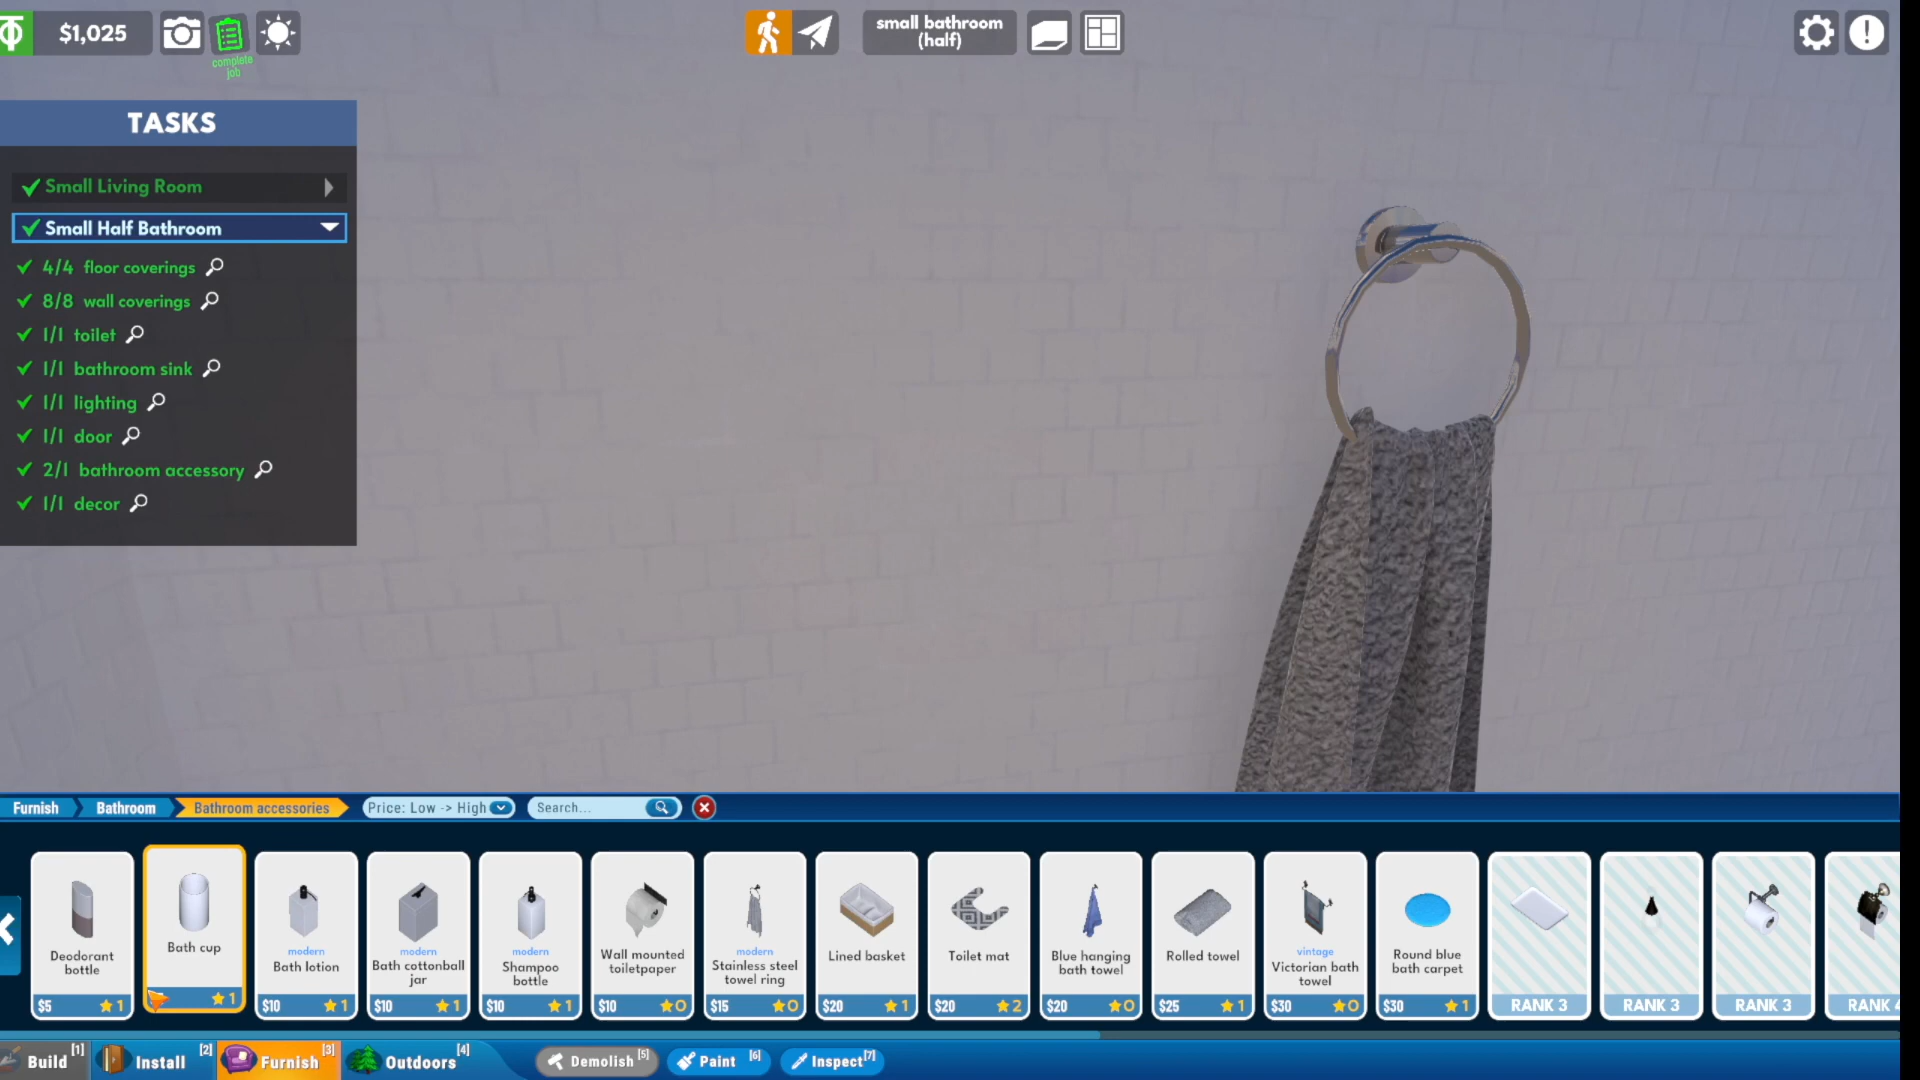 $1,025
complete
job
small bathroom
(half)
TASKS
Small Living Room
Small Half Bathroom
4/4 floor coverings
8/8 wall coverings
1/1 toilet
1/1 bathroom sink
1/1 lighting
1/1 door
2/1 bathroom accessory
1/1 decor
Furnish
Bathroom
Bathroom accessories
Price: Low -> High
Search...
Deodorant
bottle
$5
1
Bath cup
1
modern
Bath lotion
$10
1
modern
Bath cottonball
jar
$10
1
modern
Shampoo
bottle
$10
1
Wall mounted
toiletpaper
$10
0
modern
Stainless steel
towel ring
$15
0
Lined basket
$20
1
Toilet mat
$20
2
Blue hanging
bath towel
$20
0
Rolled towel
$25
1
vintage
Victorian bath
towel
$30
0
Round blue
bath carpet
$30
1
RANK 3
RANK 3
RANK 3
RANK
Build [1]
Install [2]
Furnish [3]
Outdoors [4]
Demolish [5]
Paint [6]
Inspect [7]